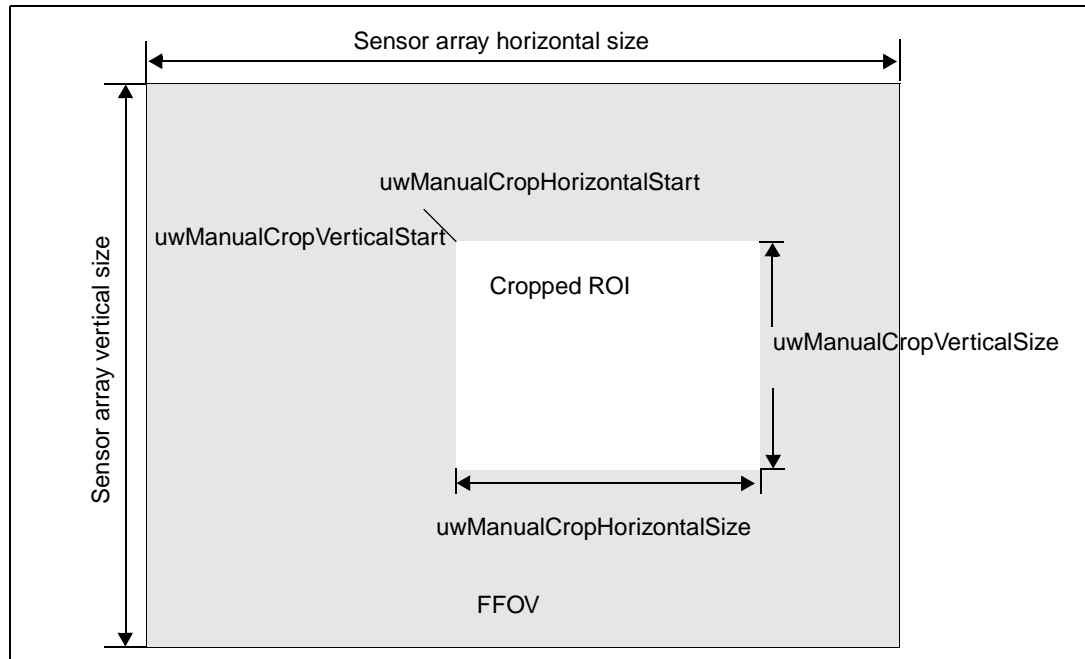 Sensor array horizontal size
uwManualCropHorizontalStart
uwManualCropVerticalStart
Sensor array vertical size
Cropped ROI
uwManualCropVerticalSize
uwManualCropHorizontalSize
FFOV